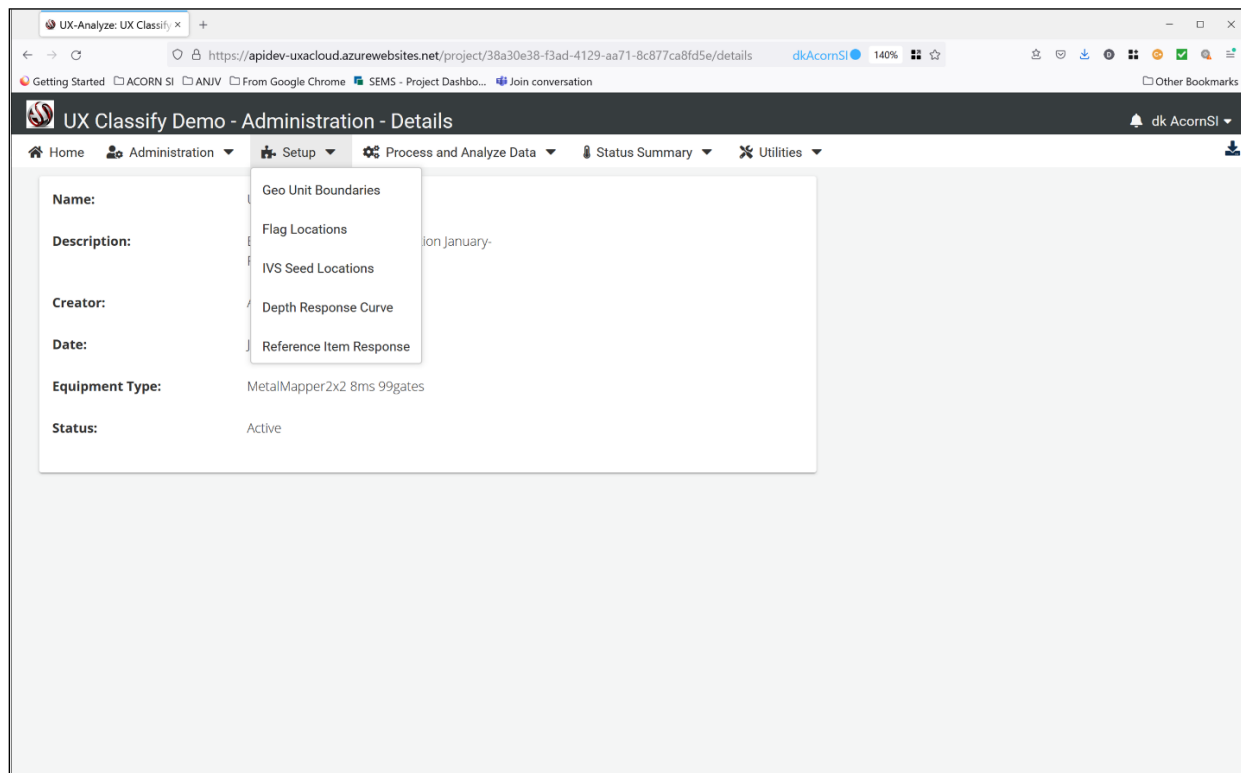 UX-Analyze: UX Classify
https://apidev-uxacloud.azurewebsites.net/project/38a30e38-f3ad-4129-aa71-8c877ca8fd5e/details dkAcornSI 140%
Getting Started ACORN SI ANJV From Google Chrome SEMS - Project Dashbo... Join conversation Other Bookmarks
UX Classify Demo - Administration - Details dk AcornSI
Home Administration Setup Process and Analyze Data Status Summary Utilities
Geo Unit Boundaries
Name:
Flag Locations
Description: ion January-
IVS Seed Locations
Creator:
Depth Response Curve
Date:
Reference Item Response
Equipment Type: MetalMapper2x2 8ms 99gates
Status: Active